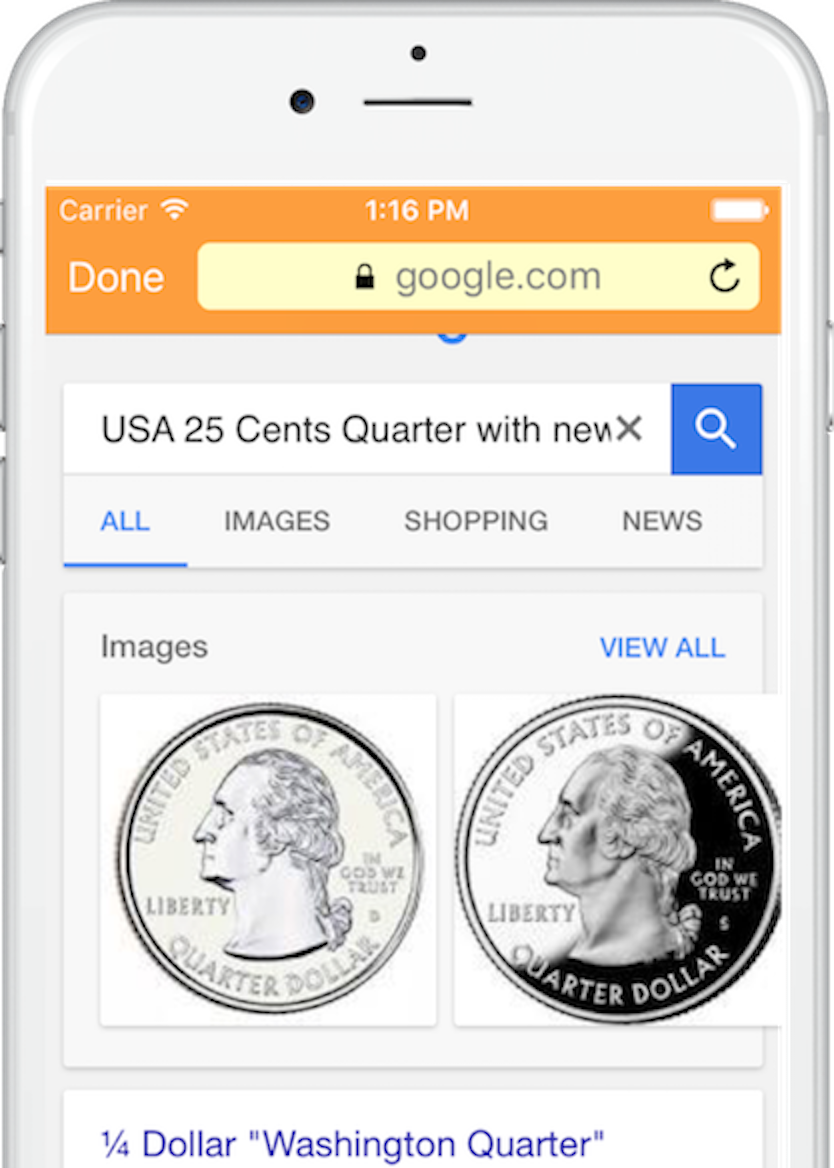 Carrier 1:16 PM
Done google.com
USA 25 Cents Quarter with new
ALL IMAGES SHOPPING NEWS
Images VIEW ALL
UNITED STATES OF AMERICA
IN
GOD WE
TRUST
LIBERTY
D
QUARTER DOLLAR
UNITED STATES OF AMERICA
IN
GOD WE
TRUST
LIBERTY
S
QUARTER DOLLAR
¼ Dollar "Washington Quarter"